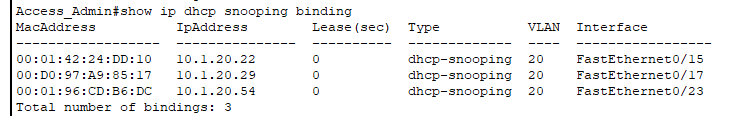 Access_Admin#show ip dhcp snooping binding
MacAddress          IpAddress        Lease(sec)  Type           VLAN  Interface
------------------  ---------------  ----------  -------------  ----  -----------------
00:01:42:24:DD:10   10.1.20.22       0           dhcp-snooping  20    FastEthernet0/15
00:D0:97:A9:85:17   10.1.20.29       0           dhcp-snooping  20    FastEthernet0/17
00:01:96:CD:B6:DC   10.1.20.54       0           dhcp-snooping  20    FastEthernet0/23
Total number of bindings: 3